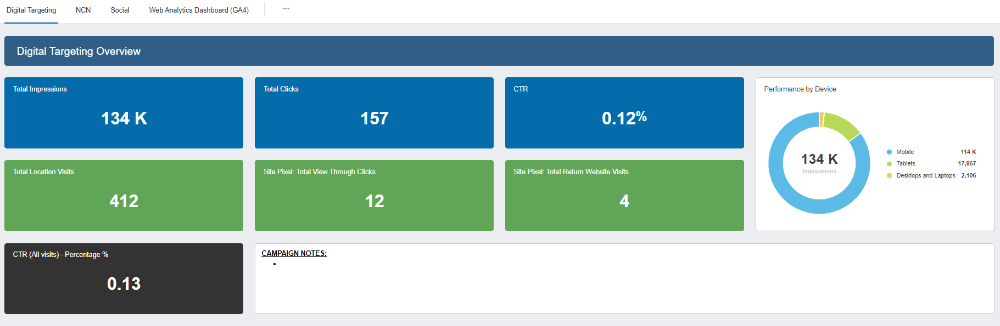 Digital Targeting
NCN
Social
Web Analytics Dashboard (GA4)
Digital Targeting Overview
Total Impressions
134 K
Total Clicks
157
CTR
0.12%
Performance by Device
134 K
Impressions
Mobile 114 K
Tablets 17,967
Desktops and Laptops 2,106
Total Location Visits
412
Site Pixel: Total View Through Clicks
12
Site Pixel: Total Return Website Visits
4
CTR (All visits) - Percentage %
0.13
CAMPAIGN NOTES: